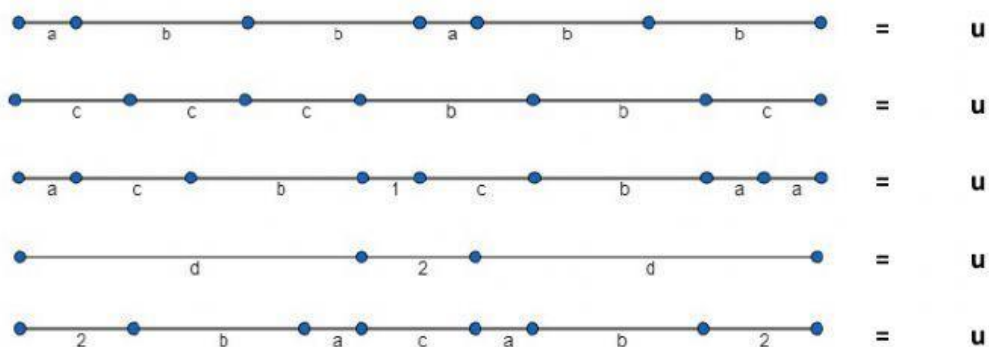 a b b a b b = u
c c c b b c = u
a c b 1 c b a a = u
d 2 d = u
2 b a c a b 2 = u